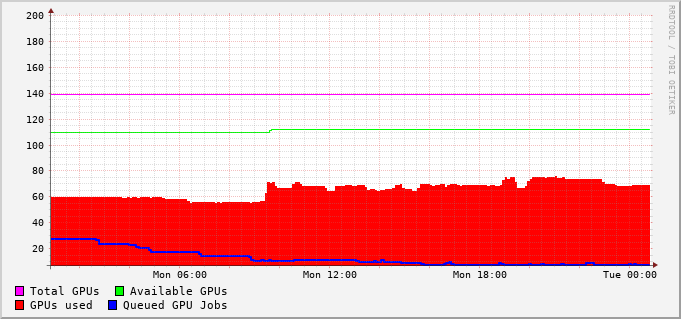 200
180
160
140
120
100
80
60
40
20
Mon 06:00 Mon 12:00 Mon 18:00 Tue 00:00
Total GPUs Available GPUs
GPUs used Queued GPU Jobs
RRDTOOL / TOBI OETIKER